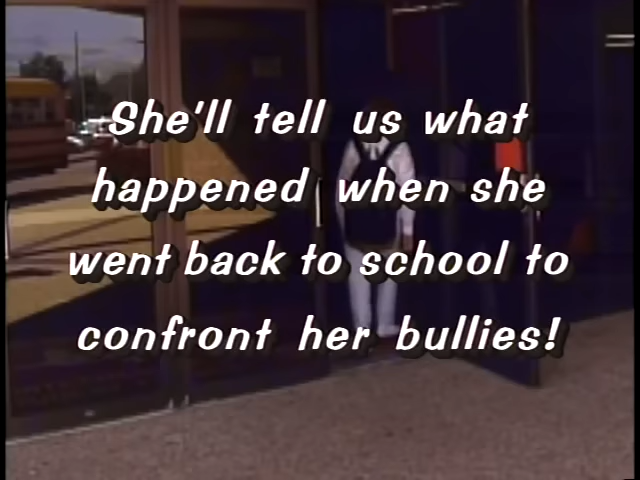 She'll tell us what
happened when she
went back to school to
confront her bullies!